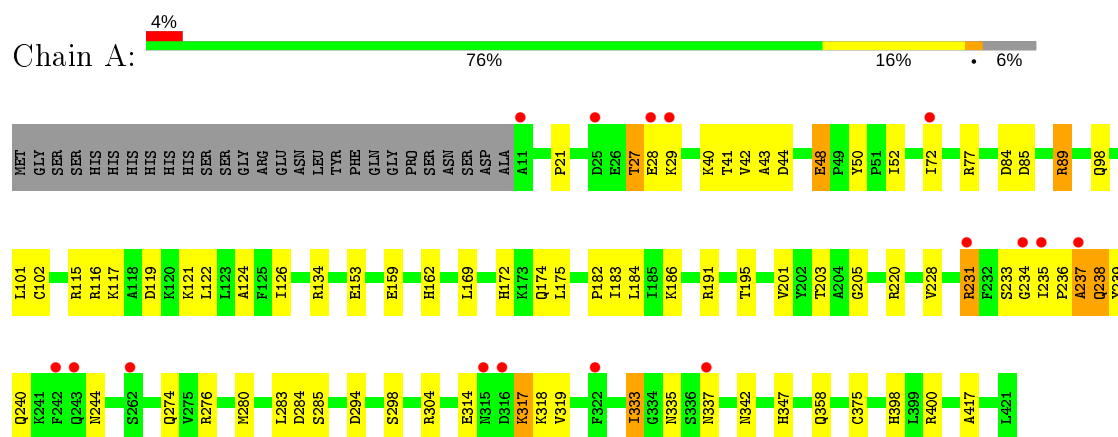 4%
Chain A:
76% 16% • 6%
MET GLY SER SER HIS HIS HIS HIS HIS HIS SER SER GLY ARG GLU ASN LEU TYR PHE GLN GLY PRO SER ASN SER ASP ALA A11 P21 D25 E26 T27 E28 K29 K40 T41 V42 A43 D44 E48 P49 Y50 P51 I52 I72 R77 D84 D85 R89 Q98
L101 C102 R115 R116 K117 A118 D119 K120 K121 L122 L123 A124 F125 I126 R134 E153 E159 H162 L169 H172 K173 Q174 L175 P182 I183 L184 I185 K186 R191 T195 V201 Y202 T203 A204 G205 R220 V228 R231 F232 S233 G234 I235 P236 A237 Q238 Y239
Q240 K241 F242 Q243 N244 S262 Q274 V275 R276 M280 L283 D284 S285 D294 S298 R304 E314 N315 D316 K317 K318 V319 F322 I333 G334 N335 S336 N337 N342 H347 Q358 C375 H398 L399 R400 A417 L421